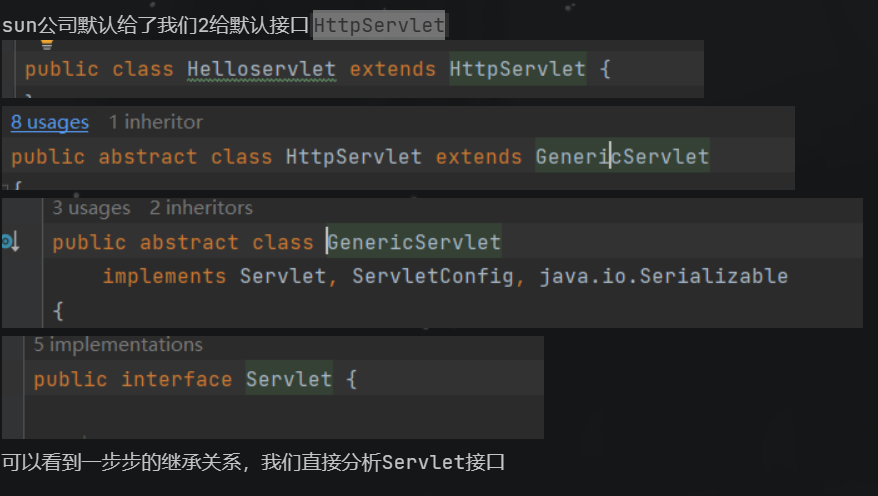 sun公司默认给了我们2给默认接口HttpServlet
public class Helloservlet extends HttpServlet {
8 usages 1 inheritor
public abstract class HttpServlet extends GenericServlet
{
3 usages 2 inheritors
public abstract class GenericServlet
implements Servlet, ServletConfig, java.io.Serializable
{
5 implementations
public interface Servlet {
可以看到一步步的继承关系，我们直接分析Servlet接口